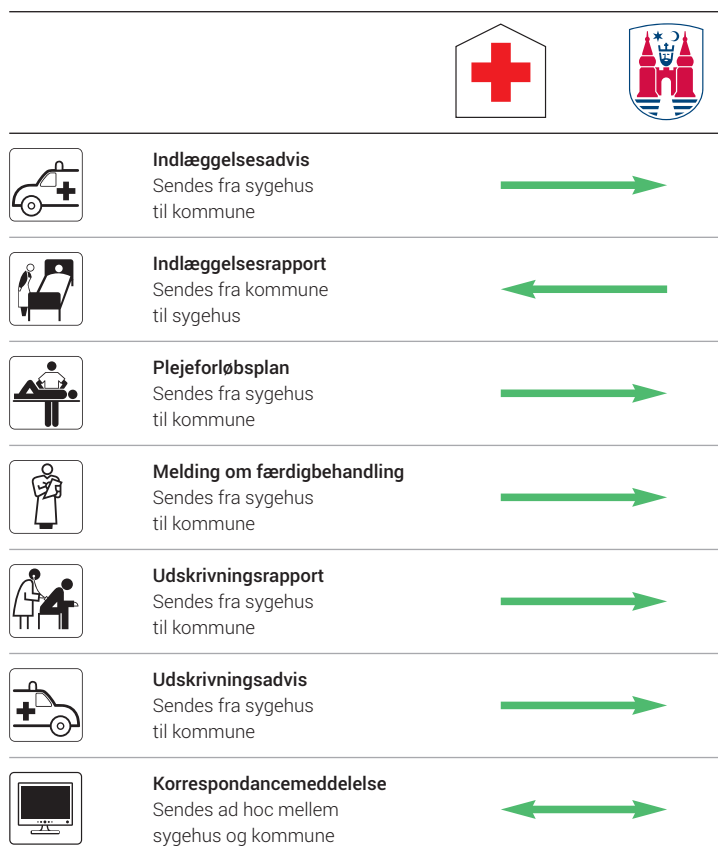 Indlæggelsesadvis
Sendes fra sygehus
til kommune
Indlæggelsesrapport
Sendes fra kommune
til sygehus
Plejeforløbsplan
Sendes fra sygehus
til kommune
Melding om færdigbehandling
Sendes fra sygehus
til kommune
Udskrivningsrapport
Sendes fra sygehus
til kommune
Udskrivningsadvis
Sendes fra sygehus
til kommune
Korrespondancemeddelelse
Sendes ad hoc mellem
sygehus og kommune